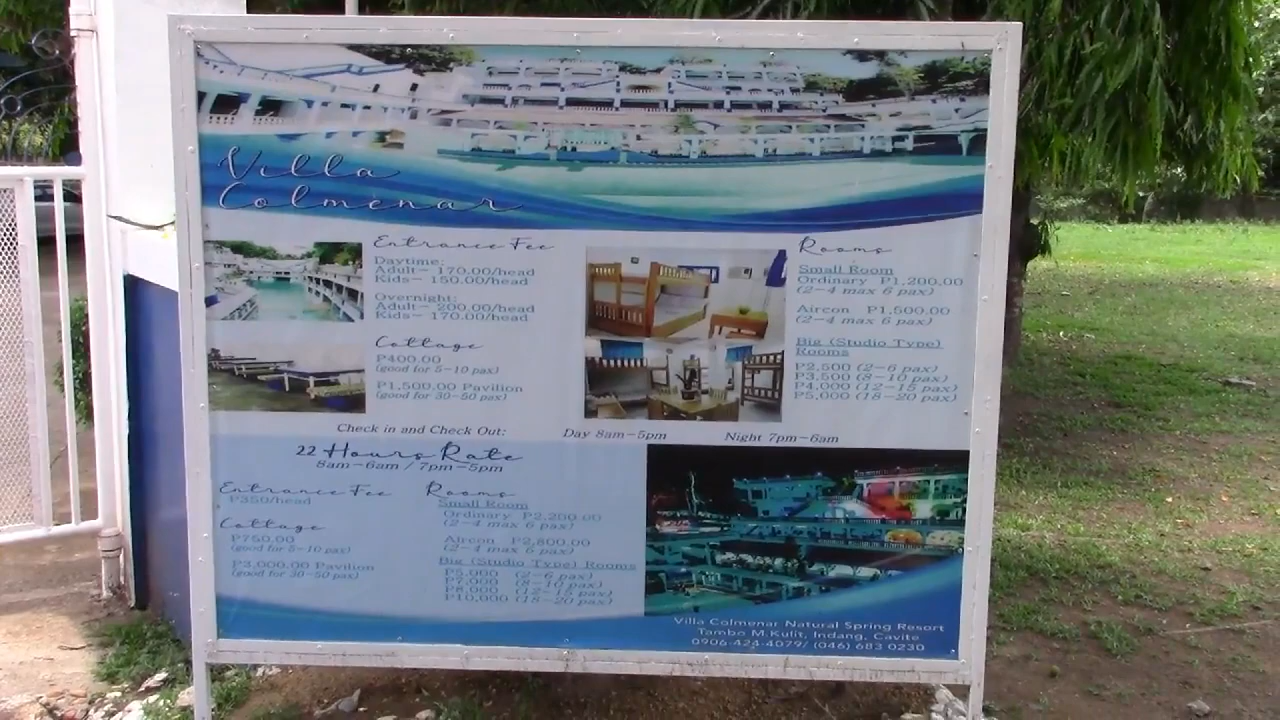 Villa
Colmenar
Entrance Fee
Daytime:
Adult- 170.00/head
Kids- 150.00/head
Overnight:
Adult- 200.00/head
Kids- 170.00/head
Cottage
P400.00
(good for 5-10 pax)
P1,500.00 Pavilion
(good for 30-50 pax)
Rooms
Small Room
Ordinary P1,200.00
(2-4 max 6 pax)
Aircon P1,500.00
(2-4 max 6 pax)
Big (Studio Type)
Rooms
P2,500 (2-6 pax)
P3,500 (8-10 pax)
P4,000 (12-15 pax)
P5,000 (18-20 pax)
Check in and Check Out: Day 8am-5pm Night 7pm-6am
22 Hours Rate
8am-6am / 7pm-5pm
Entrance Fee
P350/head
Cottage
P750.00
(good for 5-10 pax)
P3,000.00 Pavilion
(good for 30-50 pax)
Rooms
Small Room
Ordinary P2,200.00
(2-4 max 6 pax)
Aircon P2,800.00
(2-4 max 6 pax)
Big (Studio Type) Rooms
P5,000 (2-6 pax)
P7,000 (8-10 pax)
P8,000 (12-15 pax)
P10,000 (18-20 pax)
Villa Colmenar Natural Spring Resort
Tambo M.Kulit, Indang, Cavite
0906-424-4079/ (046) 683 0230